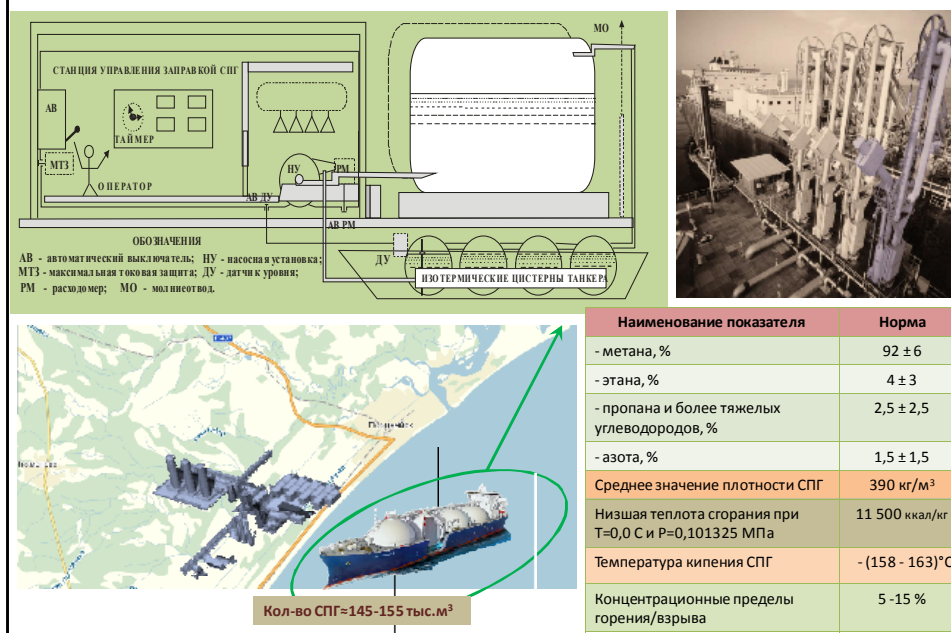 МО
СТАНЦИЯ УПРАВЛЕНИЯ ЗАПРАВКОЙ СПГ
АВ
ТАЙМЕР
МТЗ
НУ
РМ
ОПЕРАТОР
АВ ДУ
АВ РМ
ОБОЗНАЧЕНИЯ
АВ - автоматический выключатель; НУ - насосная установка;
МТЗ - максимальная токовая защита; ДУ - датчик уровня;
РМ - расходомер; МО - молниеотвод.
ДУ
ИЗОТЕРМИЧЕСКИЕ ЦИСТЕРНЫ ТАНКЕРА
Кол-во СПГ≈145-155 тыс.м³
Наименование показателя Норма
- метана, % 92 ± 6
- этана, % 4 ± 3
- пропана и более тяжелых
углеводородов, % 2,5 ± 2,5
- азота, % 1,5 ± 1,5
Среднее значение плотности СПГ 390 кг/м³
Низшая теплота сгорания при
Т=0,0 С и Р=0,101325 МПа 11 500 ккал/кг
Температура кипения СПГ - (158 - 163)°С
Концентрационные пределы
горения/взрыва 5 -15 %